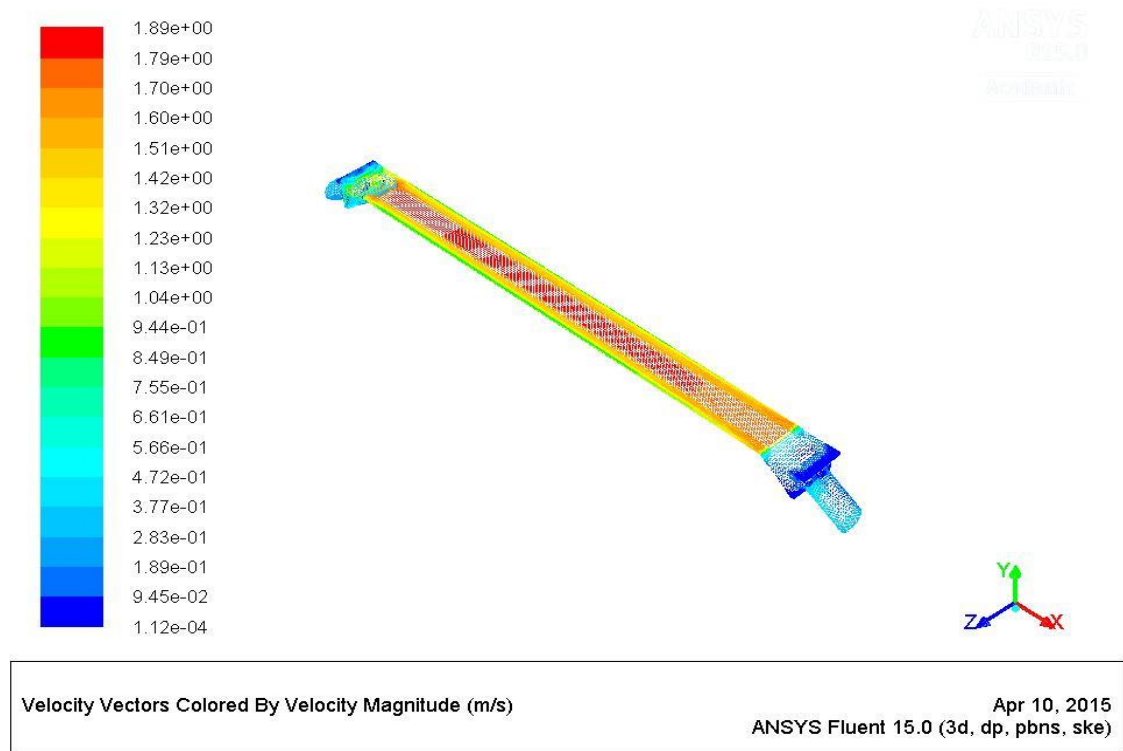 1.89e+00
1.79e+00
1.70e+00
1.60e+00
1.51e+00
1.42e+00
1.32e+00
1.23e+00
1.13e+00
1.04e+00
9.44e-01
8.49e-01
7.55e-01
6.61e-01
5.66e-01
4.72e-01
3.77e-01
2.83e-01
1.89e-01
9.45e-02
1.12e-04
ANSYS
R15.0
Academic
Y
Z
X
Velocity Vectors Colored By Velocity Magnitude (m/s)
Apr 10, 2015
ANSYS Fluent 15.0 (3d, dp, pbns, ske)